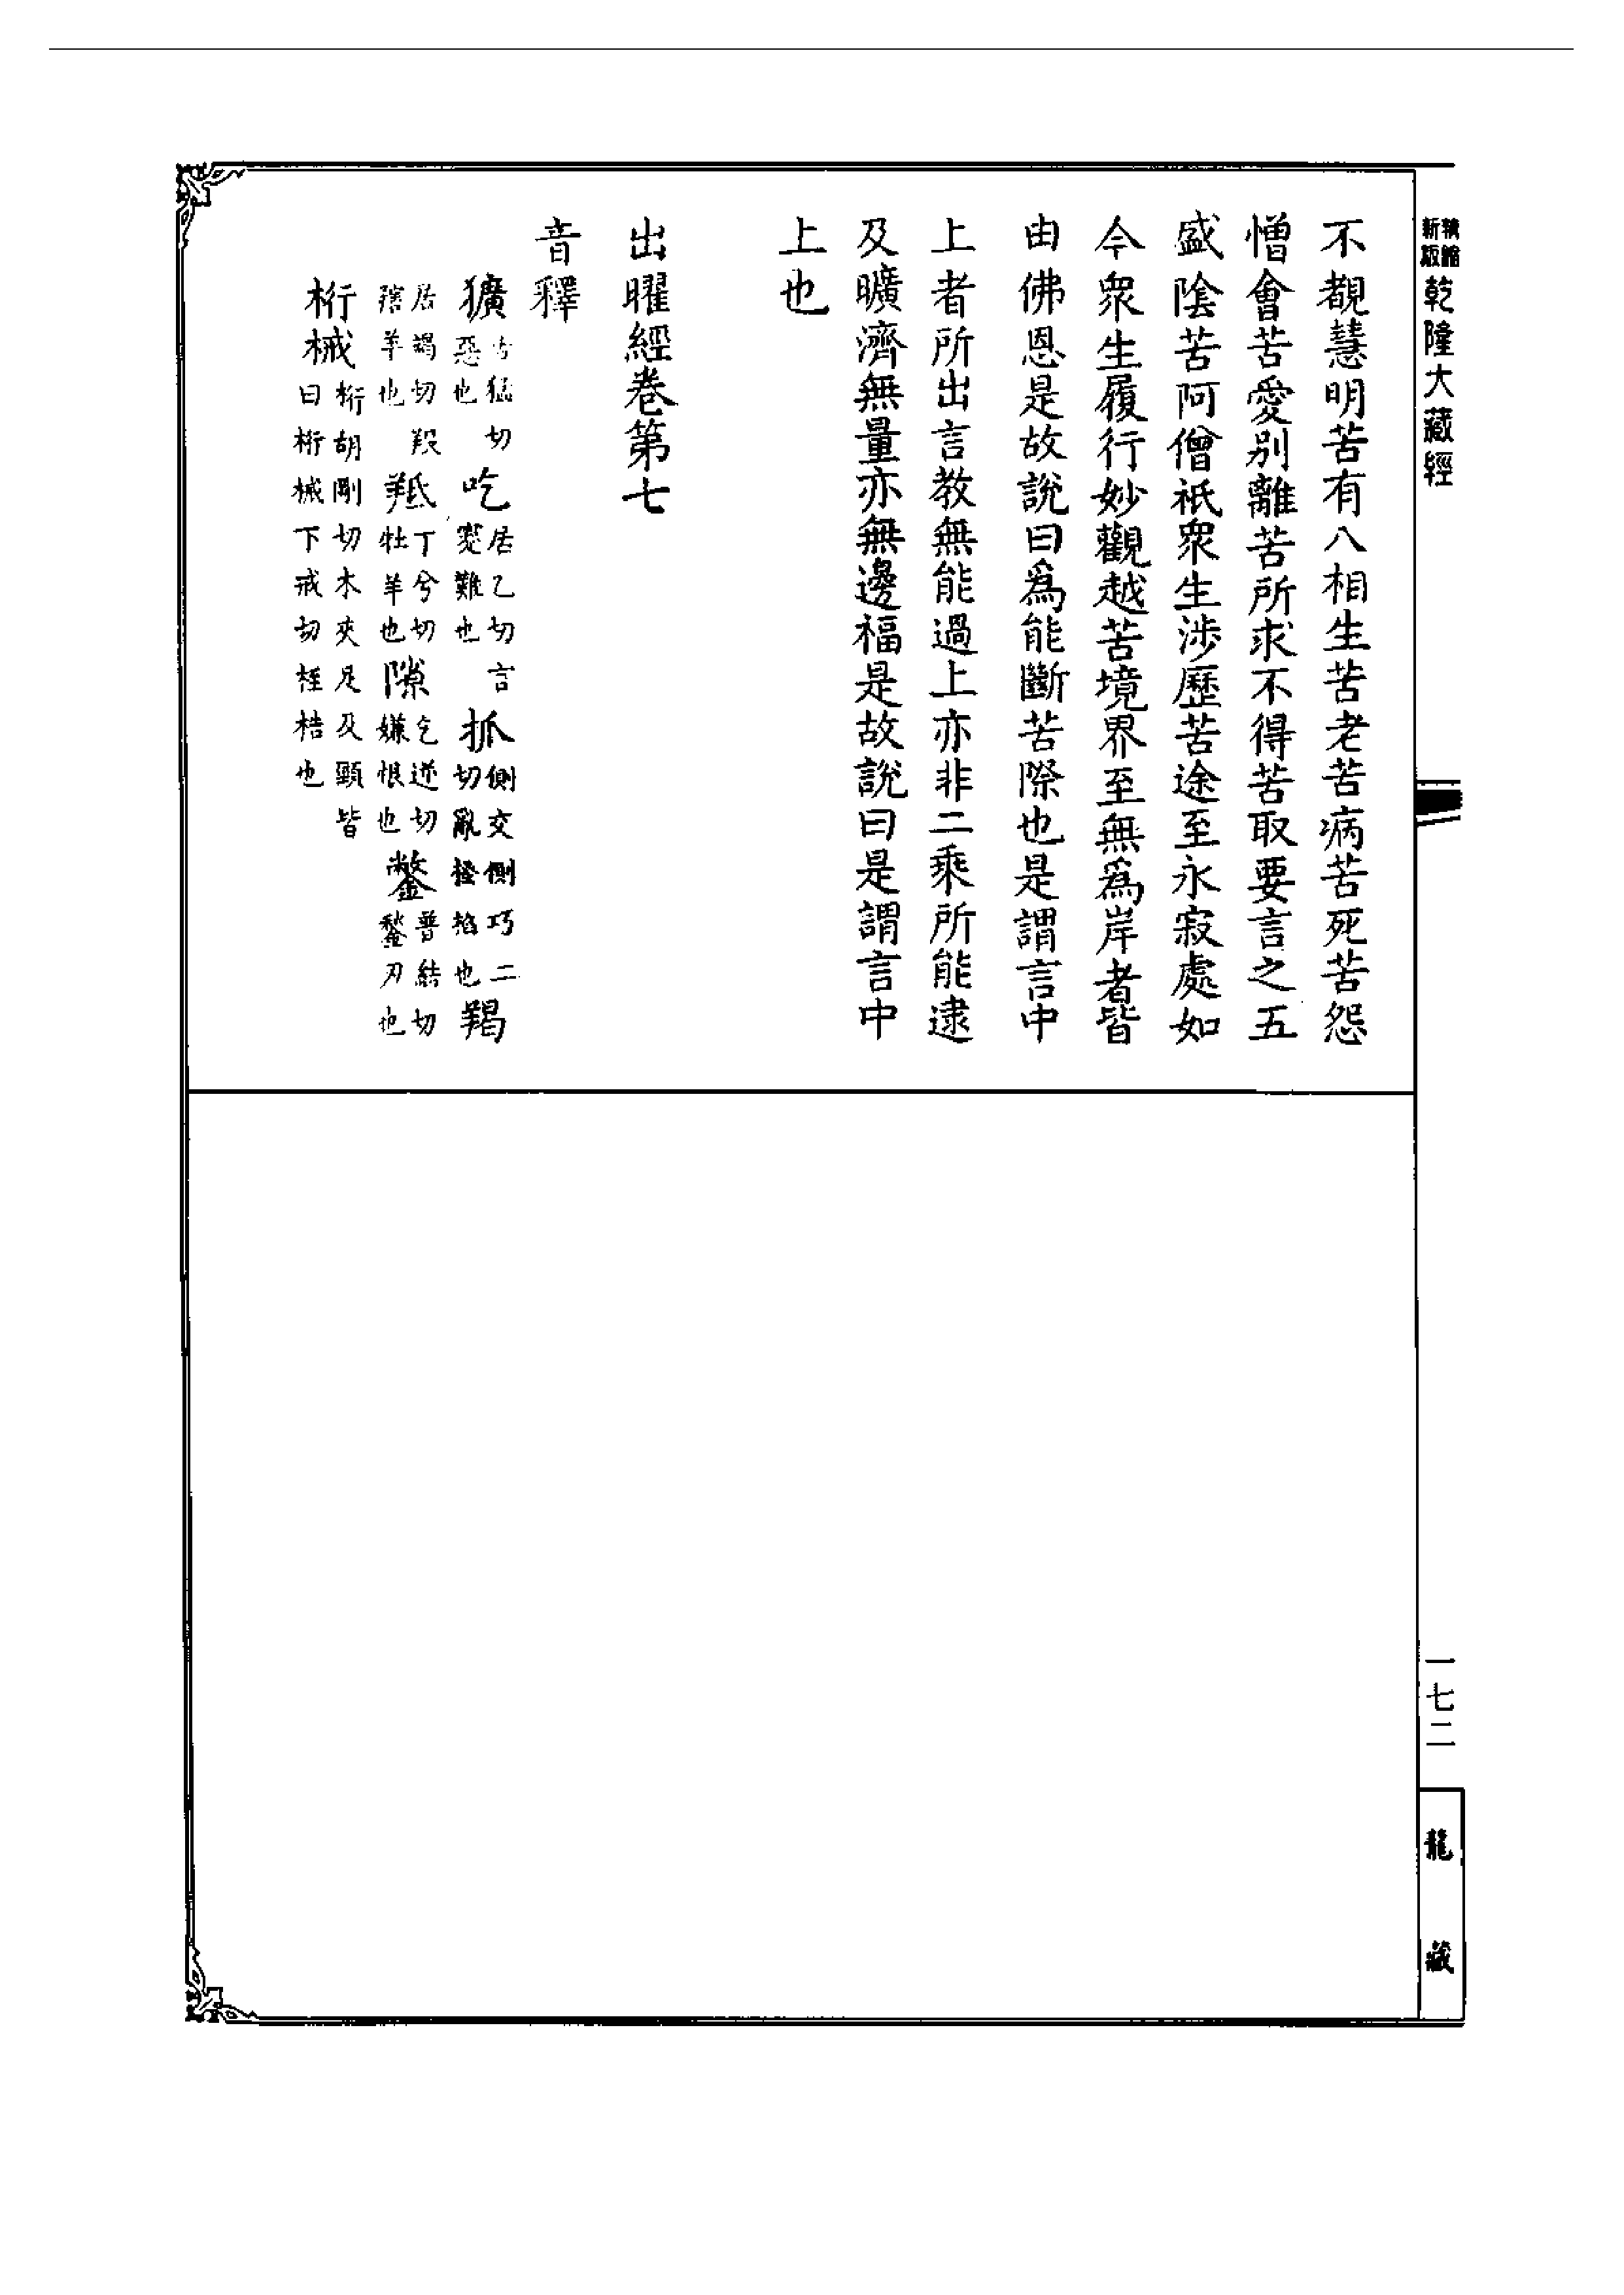 新版精縮乾隆大藏經
不覩慧明苦有八相生苦老苦病苦死苦怨
憎會苦愛别離苦所求不得苦取要言之五
盛陰苦阿僧祇衆生涉歷苦途至永寂處如
今衆生履行妙觀越苦境界至無爲岸者皆
由佛恩是故說曰爲能斷苦際也是謂言中
上者所出言教無能過上亦非二乘所能逮
及曠濟無量亦無邊福是故說曰是謂言中
上也
出曜經卷第七
音釋
獷古猛切惡也 吃居乙切言蹇難也 抓側交側巧二切亂搔掐也 羯
居謁切羖羊也 羝丁兮切牡羊也 隙乞逆切嫌恨也 鐅普結切鍫刃也
桁械桁胡剛切木夾足及頸皆曰桁械下戒切桎梏也
一七二
龍藏